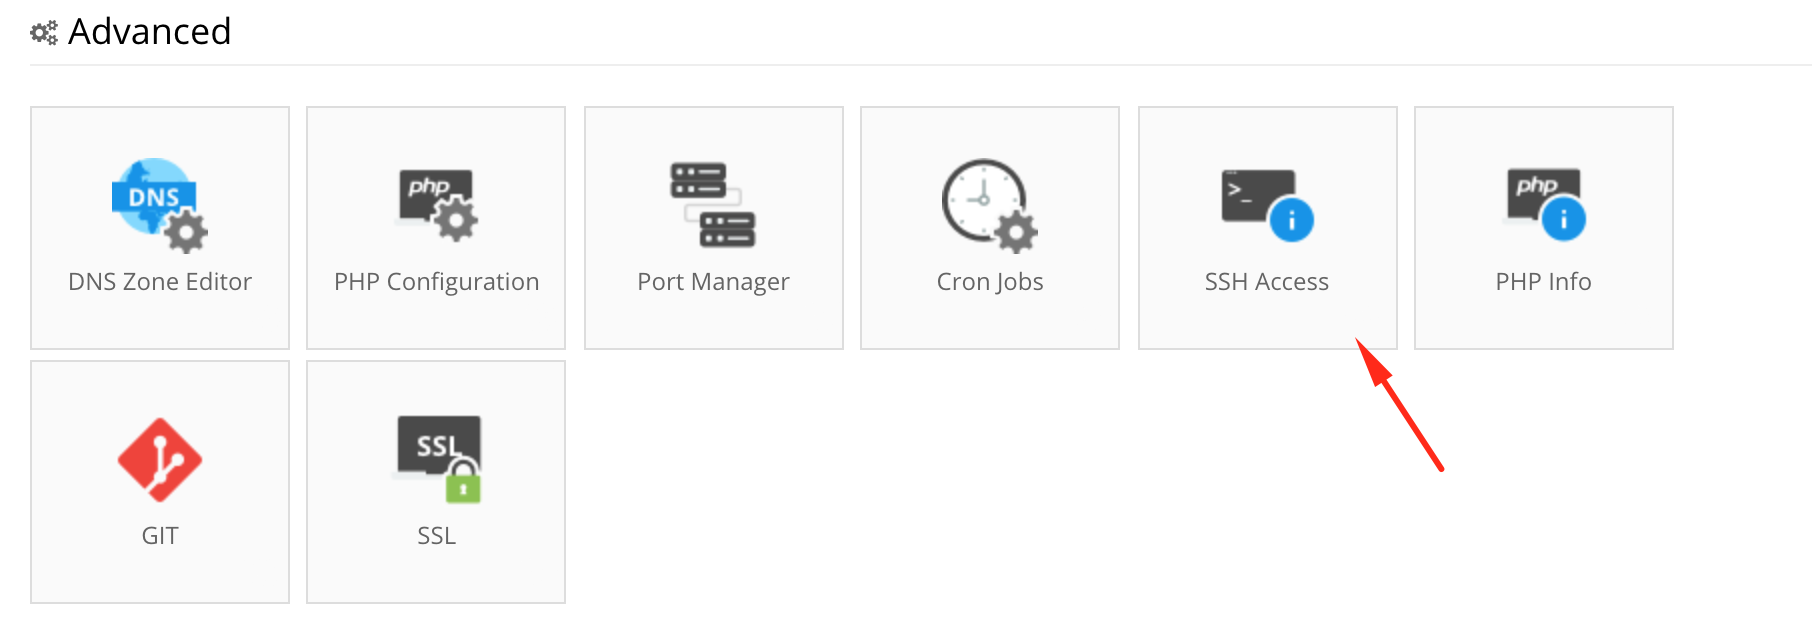 Advanced
DNS
php
>_
i
php
i
DNS Zone Editor
PHP Configuration
Port Manager
Cron Jobs
SSH Access
PHP Info
SSL
GIT
SSL